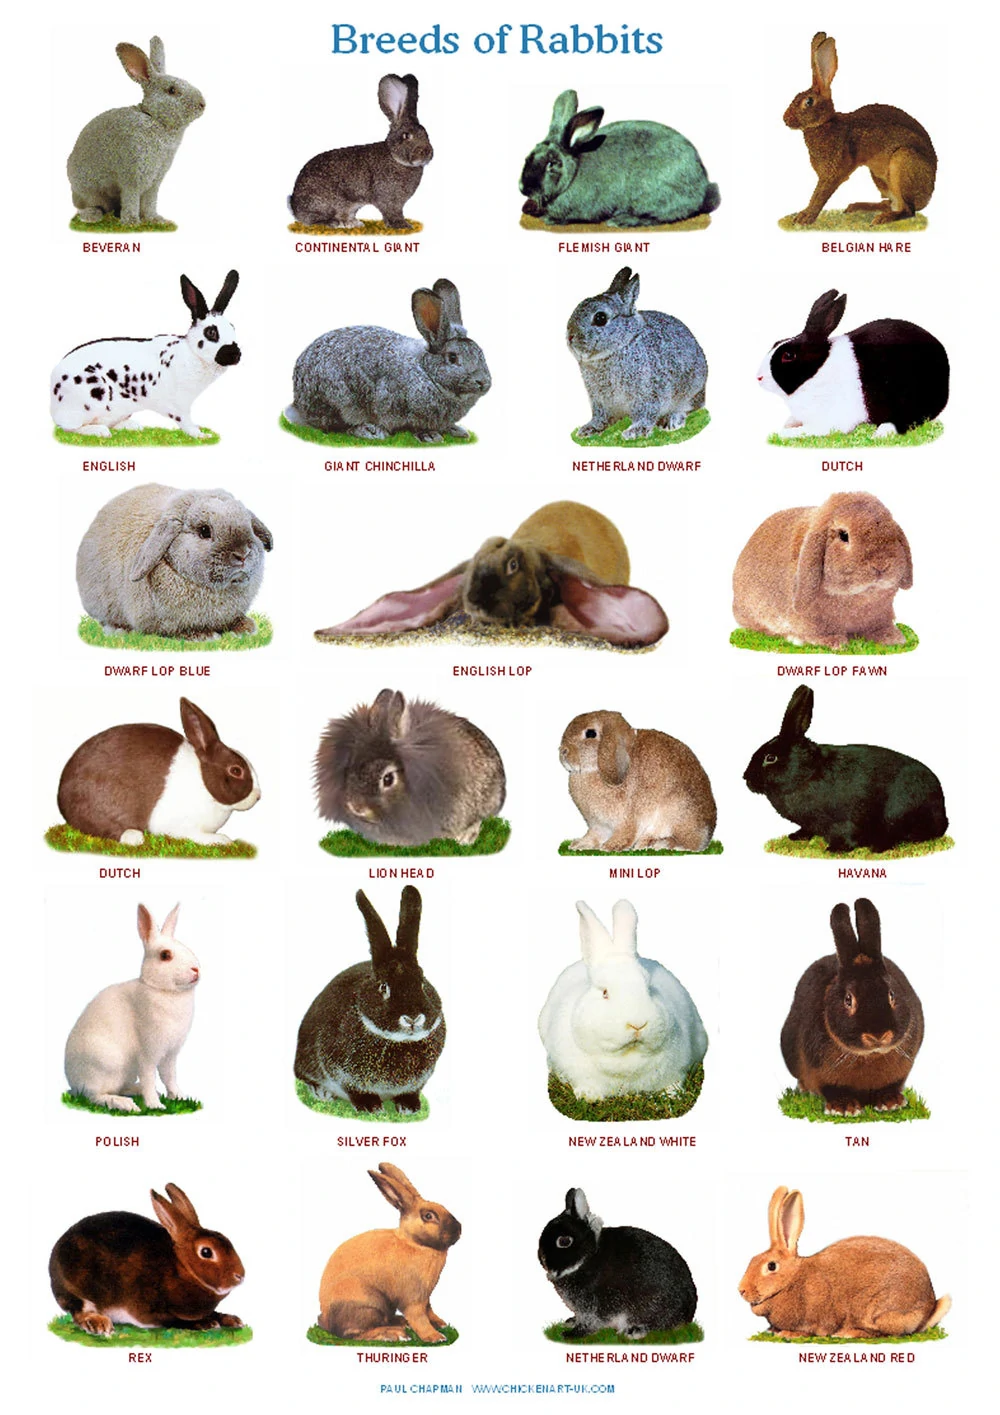 Breeds of Rabbits
BEVERAN
CONTINENTAL GIANT
FLEMISH GIANT
BELGIAN HARE
ENGLISH
GIANT CHINCHILLA
NETHERLAND DWARF
DUTCH
DWARF LOP BLUE
ENGLISH LOP
DWARF LOP FAWN
DUTCH
LION HEAD
MINI LOP
HAVANA
POLISH
SILVER FOX
NEW ZEALAND WHITE
TAN
REX
THURINGER
NETHERLAND DWARF
NEW ZEALAND RED
PAUL CHAPMAN WWW.CHICKENART-UK.COM